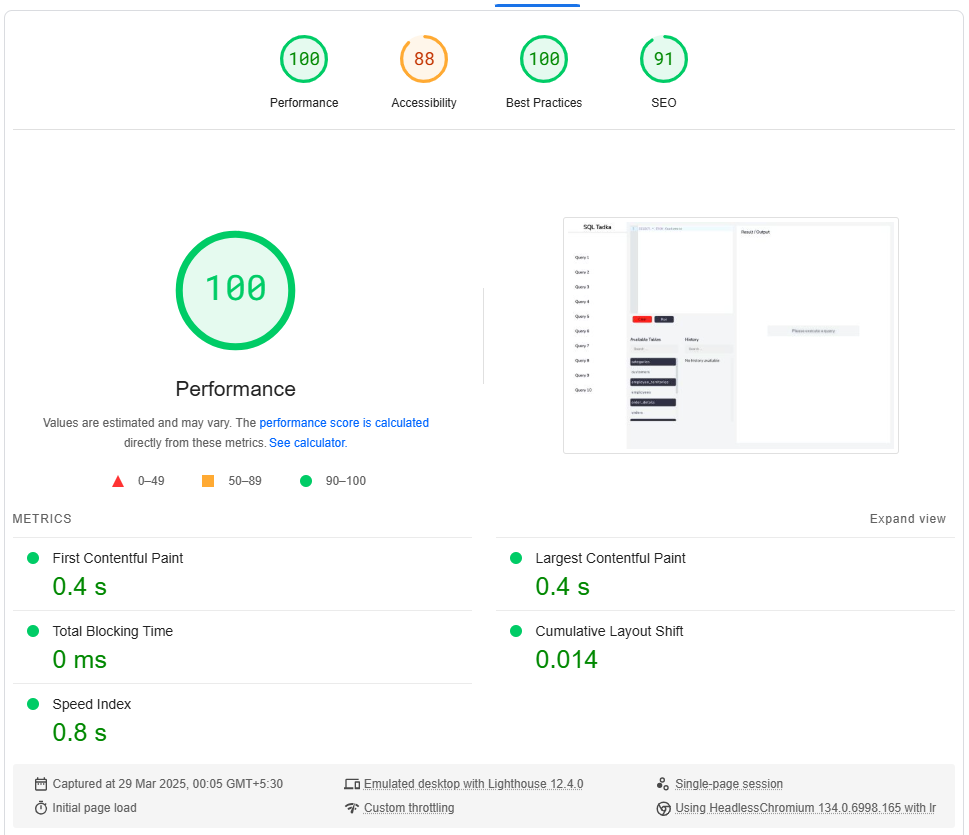 100
88
100
91
Performance
Accessibility
Best Practices
SEO
100
Performance
Values are estimated and may vary. The performance score is calculated
directly from these metrics. See calculator.
0–49
50–89
90–100
SQL Tadka
Query 1
Query 2
Query 3
Query 4
Query 5
Query 6
Query 7
Query 8
Query 9
Query 10
1
Run
Available Tables
History
Search
Search
No history available
categories
customers
employee_territories
employees
order_details
orders
Result / Output
Please execute a query
METRICS
Expand view
First Contentful Paint
0.4 s
Largest Contentful Paint
0.4 s
Total Blocking Time
0 ms
Cumulative Layout Shift
0.014
Speed Index
0.8 s
Captured at 29 Mar 2025, 00:05 GMT+5:30
Emulated desktop with Lighthouse 12.4.0
Single-page session
Initial page load
Custom throttling
Using HeadlessChromium 134.0.6998.165 with lr